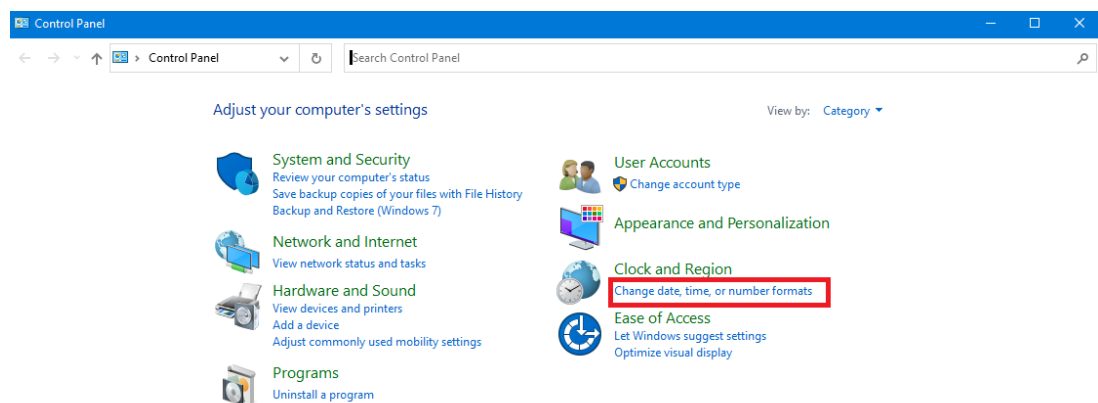 Control Panel
Control Panel
Search Control Panel
Adjust your computer's settings
View by: Category
System and Security
Review your computer's status
Save backup copies of your files with File History
Backup and Restore (Windows 7)
Network and Internet
View network status and tasks
Hardware and Sound
View devices and printers
Add a device
Adjust commonly used mobility settings
Programs
Uninstall a program
User Accounts
Change account type
Appearance and Personalization
Clock and Region
Change date, time, or number formats
Ease of Access
Let Windows suggest settings
Optimize visual display